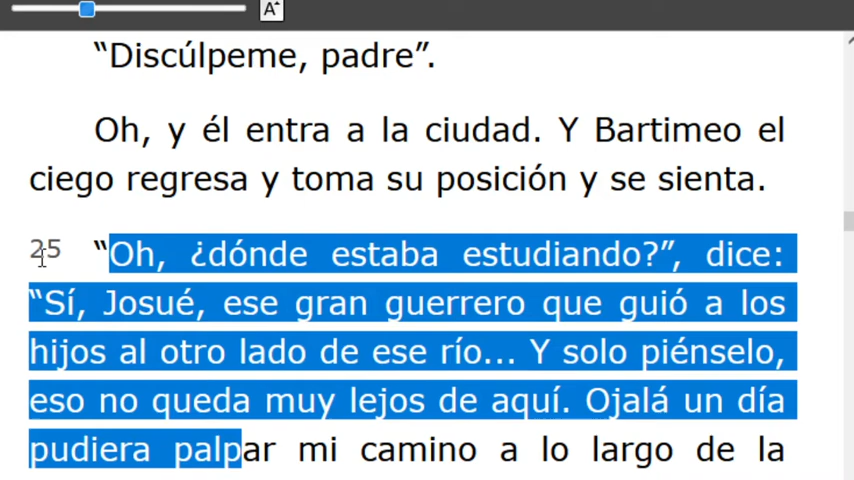 A
“Discúlpeme, padre”.
Oh, y él entra a la ciudad. Y Bartimeo el
ciego regresa y toma su posición y se sienta.
25 “Oh, ¿dónde estaba estudiando?”, dice:
“Sí, Josué, ese gran guerrero que guió a los
hijos al otro lado de ese río... Y solo piénselo,
eso no queda muy lejos de aquí. Ojalá un día
pudiera palpar mi camino a lo largo de la